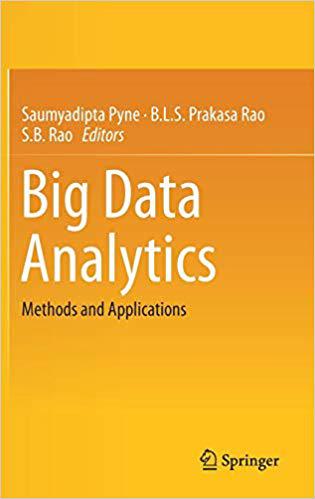 Saumyadipta Pyne · B.L.S. Prakasa Rao
S.B. Rao Editors
Big Data
Analytics
Methods and Applications
Springer